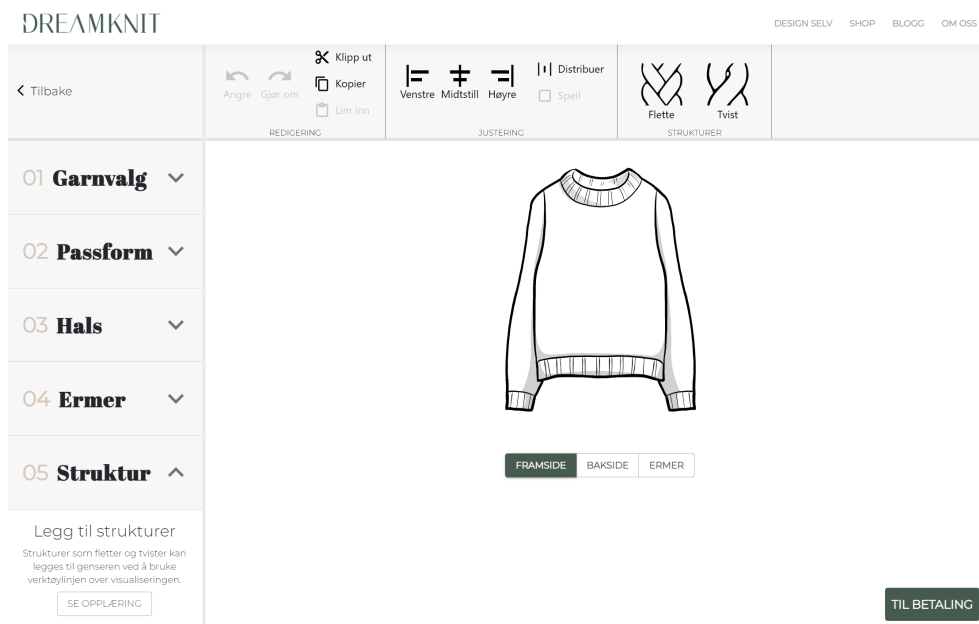 DREAMKNIT
DESIGN SELV SHOP BLOGG OM OSS
Tilbake
Angre Gjør om
Klipp ut
Kopier
Lim inn
REDIGERING
Venstre Midtstill Høyre
Distribuer
Speil
JUSTERING
Flette Tvist
STRUKTURER
01 Garnvalg
02 Passform
03 Hals
04 Ermer
05 Struktur
Legg til strukturer
Strukturer som fletter og tvister kan
legges til genseren ved å bruke
verktøylinjen over visualiseringen.
SE OPPLÆRING
FRAMSIDE BAKSIDE ERMER
TIL BETALING